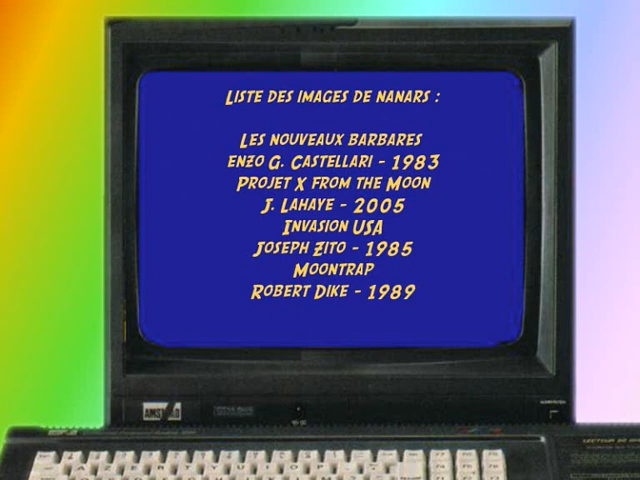 Liste des images de nanars :
Les nouveaux barbares
Enzo G. Castellari - 1983
Projet X from the Moon
J. Lahaye - 2005
Invasion USA
Joseph Zito - 1985
Moontrap
Robert Dike - 1989
AMSTRAD
A Z E R T Y U I O P